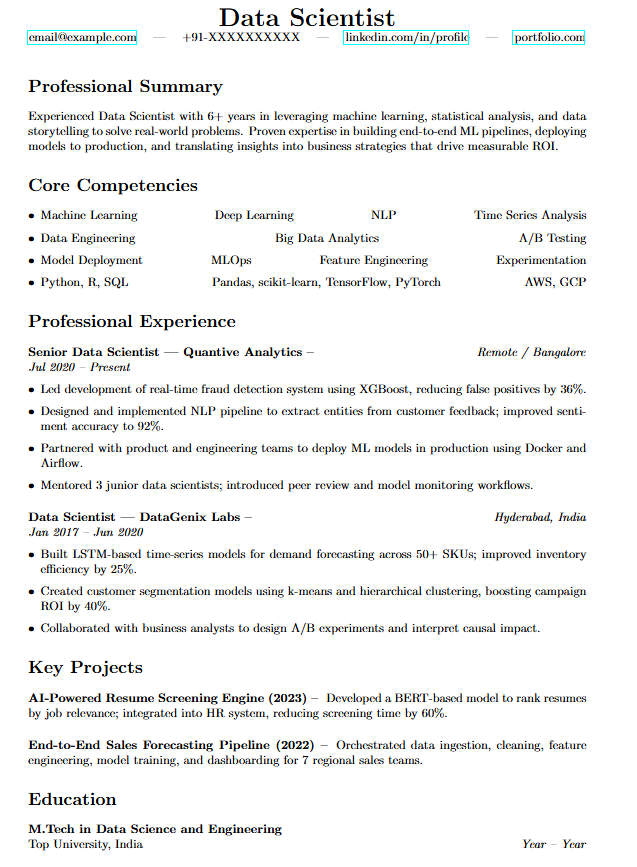 Data Scientist
email@example.com — +91-XXXXXXXXXX — linkedin.com/in/profile — portfolio.com
Professional Summary
Experienced Data Scientist with 6+ years in leveraging machine learning, statistical analysis, and data
storytelling to solve real-world problems. Proven expertise in building end-to-end ML pipelines, deploying
models to production, and translating insights into business strategies that drive measurable ROI.
Core Competencies
• Machine Learning Deep Learning NLP Time Series Analysis
• Data Engineering Big Data Analytics A/B Testing
• Model Deployment MLOps Feature Engineering Experimentation
• Python, R, SQL Pandas, scikit-learn, TensorFlow, PyTorch AWS, GCP
Professional Experience
Senior Data Scientist — Quantive Analytics – Remote / Bangalore
Jul 2020 – Present
• Led development of real-time fraud detection system using XGBoost, reducing false positives by 36%.
• Designed and implemented NLP pipeline to extract entities from customer feedback; improved senti-
ment accuracy to 92%.
• Partnered with product and engineering teams to deploy ML models in production using Docker and
Airflow.
• Mentored 3 junior data scientists; introduced peer review and model monitoring workflows.
Data Scientist — DataGenix Labs – Hyderabad, India
Jan 2017 – Jun 2020
• Built LSTM-based time-series models for demand forecasting across 50+ SKUs; improved inventory
efficiency by 25%.
• Created customer segmentation models using k-means and hierarchical clustering, boosting campaign
ROI by 40%.
• Collaborated with business analysts to design A/B experiments and interpret causal impact.
Key Projects
AI-Powered Resume Screening Engine (2023) – Developed a BERT-based model to rank resumes
by job relevance; integrated into HR system, reducing screening time by 60%.
End-to-End Sales Forecasting Pipeline (2022) – Orchestrated data ingestion, cleaning, feature
engineering, model training, and dashboarding for 7 regional sales teams.
Education
M.Tech in Data Science and Engineering
Top University, India Year – Year